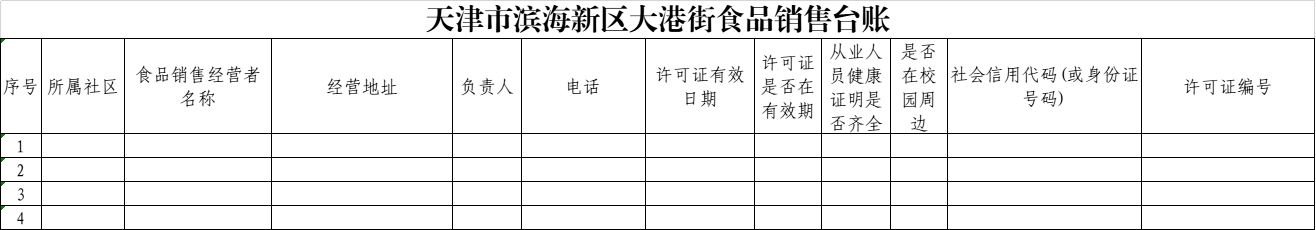 天津市滨海新区大港街食品销售台账
序号
所属社区
食品销售经营者
名称
经营地址
负责人
电话
许可证有效
日期
许可证
是否在
有效期
从业人
员健康
证明是
否齐全
是否
在校
园周
边
社会信用代码(或身份证
号码)
许可证编号
1
2
3
4